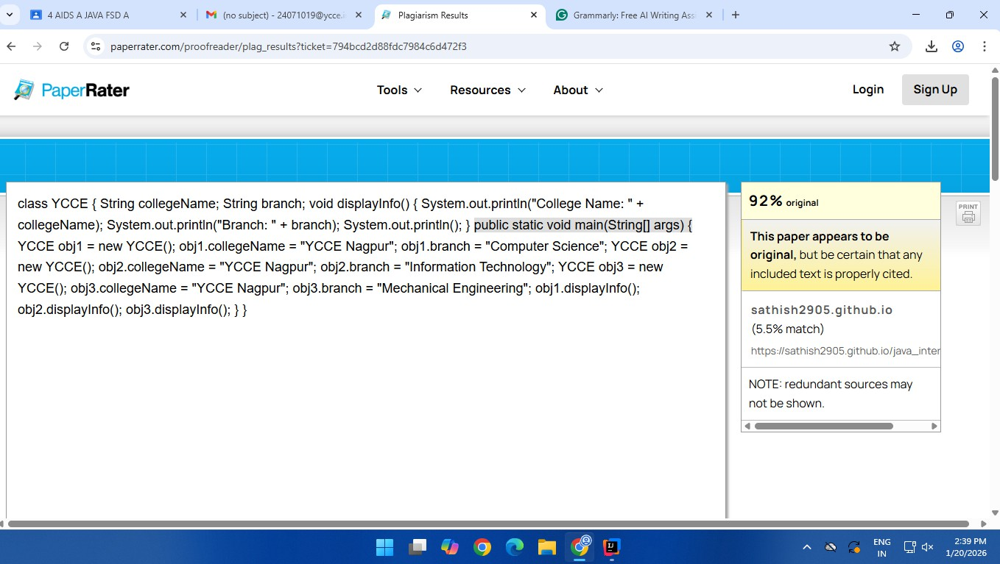 4 AIDS A JAVA FSD A
(no subject) - 24071019@ycce.i
Plagiarism Results
Grammarly: Free AI Writing Ass
paperrater.com/proofreader/plag_results?ticket=794bcd2d88fdc7984c6d472f3
PaperRater
Tools
Resources
About
Login
Sign Up
class YCCE { String collegeName; String branch; void displayInfo() { System.out.println("College Name: " +
collegeName); System.out.println("Branch: " + branch); System.out.println(); } public static void main(String[] args) {
YCCE obj1 = new YCCE(); obj1.collegeName = "YCCE Nagpur"; obj1.branch = "Computer Science"; YCCE obj2 =
new YCCE(); obj2.collegeName = "YCCE Nagpur"; obj2.branch = "Information Technology"; YCCE obj3 = new
YCCE(); obj3.collegeName = "YCCE Nagpur"; obj3.branch = "Mechanical Engineering"; obj1.displayInfo();
obj2.displayInfo(); obj3.displayInfo(); } }
92% original
This paper appears to be
original, but be certain that any
included text is properly cited.
sathish2905.github.io
(5.5% match)
https://sathish2905.github.io/java_inter
NOTE: redundant sources may
not be shown.
PRINT
ENG
IN
2:39 PM
1/20/2026